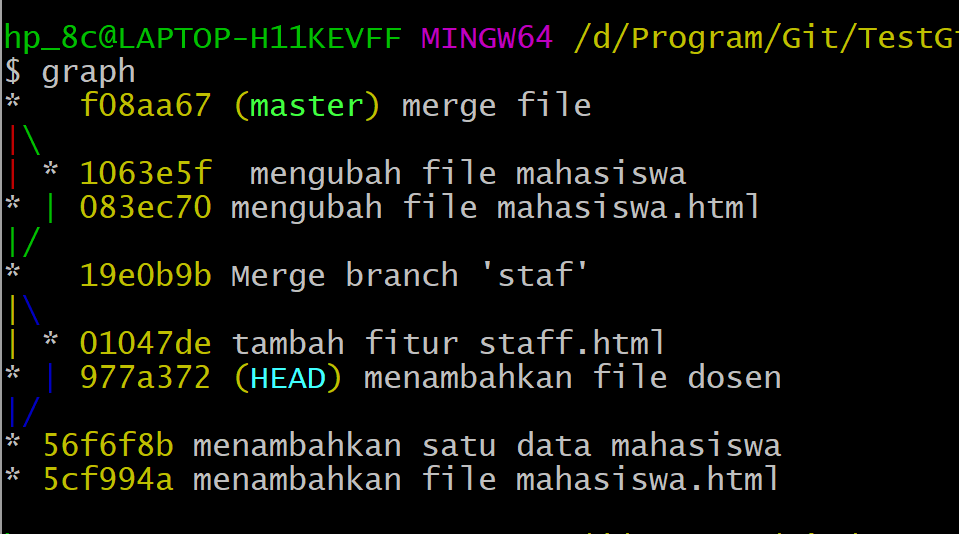 hp_8c@LAPTOP-H11KEVFF MINGW64 /d/Program/Git/TestG
$ graph
*   f08aa67 (master) merge file
|\
| * 1063e5f  mengubah file mahasiswa
* | 083ec70 mengubah file mahasiswa.html
|/
*   19e0b9b Merge branch 'staf'
|\
| * 01047de tambah fitur staff.html
* | 977a372 (HEAD) menambahkan file dosen
|/
* 56f6f8b menambahkan satu data mahasiswa
* 5cf994a menambahkan file mahasiswa.html